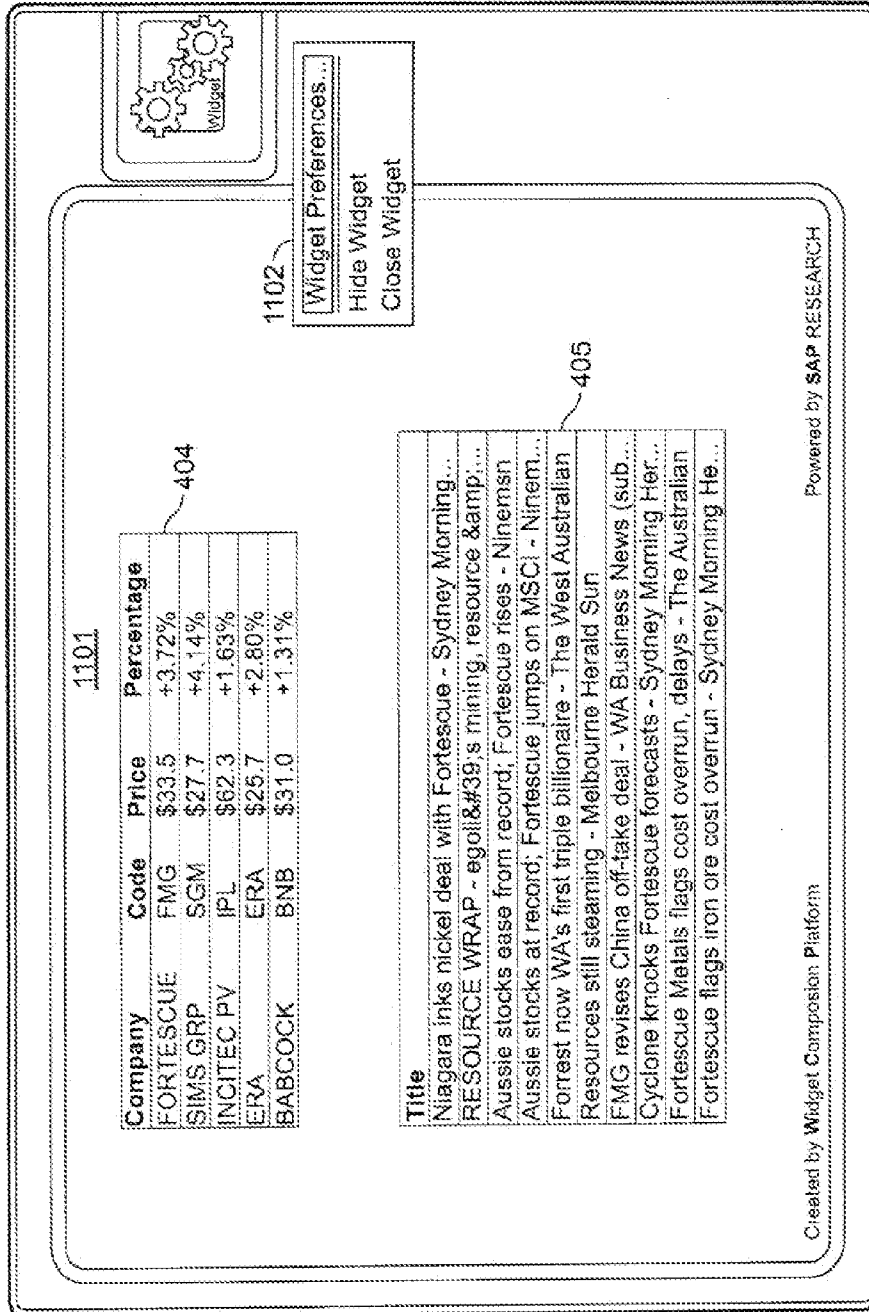 1101
Widget
Company Code Price Percentage
FORTESCUE FMG $33.5 +3.72%
SIMS GRP SGM $27.7 +4.14%
INCITEC PV IPL $62.3 +1.63%
ERA ERA $25.7 +2.80%
BABCOCK BNB $31.0 +1.31%
404
1102
Widget Preferences...
Hide Widget
Close Widget
Title
Niagara inks nickel deal with Fortescue - Sydney Morning...
RESOURCE WRAP - egoli&#39;s mining, resource &amp;...
Aussie stocks ease from record; Fortescue rises - Ninemsn
Aussie stocks at record; Fortescue jumps on MSCI - Ninem...
Forrest now WA's first triple billionaire - The West Australian
Resources still steaming - Melbourne Herald Sun
FMG revises China off-take deal - WA Business News (sub...
Cyclone knocks Fortescue forecasts - Sydney Morning Her...
Fortescue Metals flags cost overrun, delays - The Australian
Fortescue flags iron ore cost overrun - Sydney Morning He...
405
Created by Widget Composion Platform
Powered by SAP RESEARCH